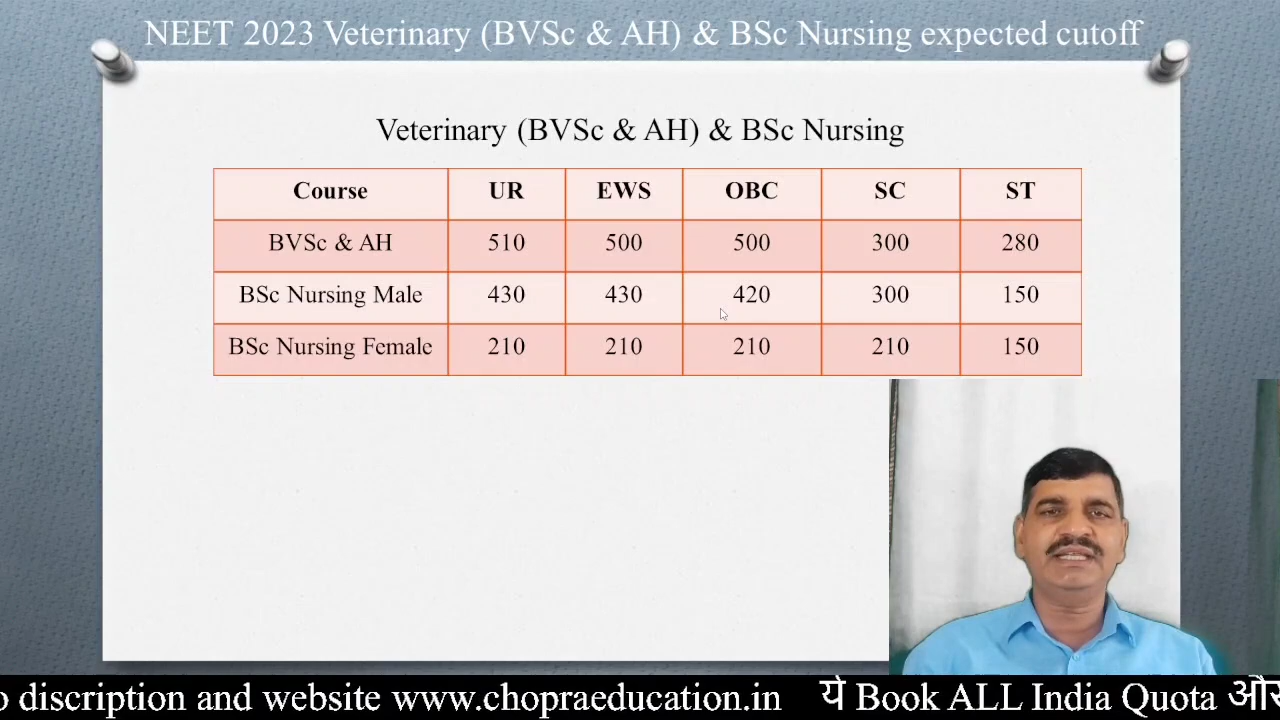 NEET 2023 Veterinary (BVSc & AH) & BSc Nursing expected cutoff
Veterinary (BVSc & AH) & BSc Nursing
Course UR EWS OBC SC ST
BVSc & AH 510 500 500 300 280
BSc Nursing Male 430 430 420 300 150
BSc Nursing Female 210 210 210 210 150
discription and website www.chopraeducation.in ये Book ALL India Quota और